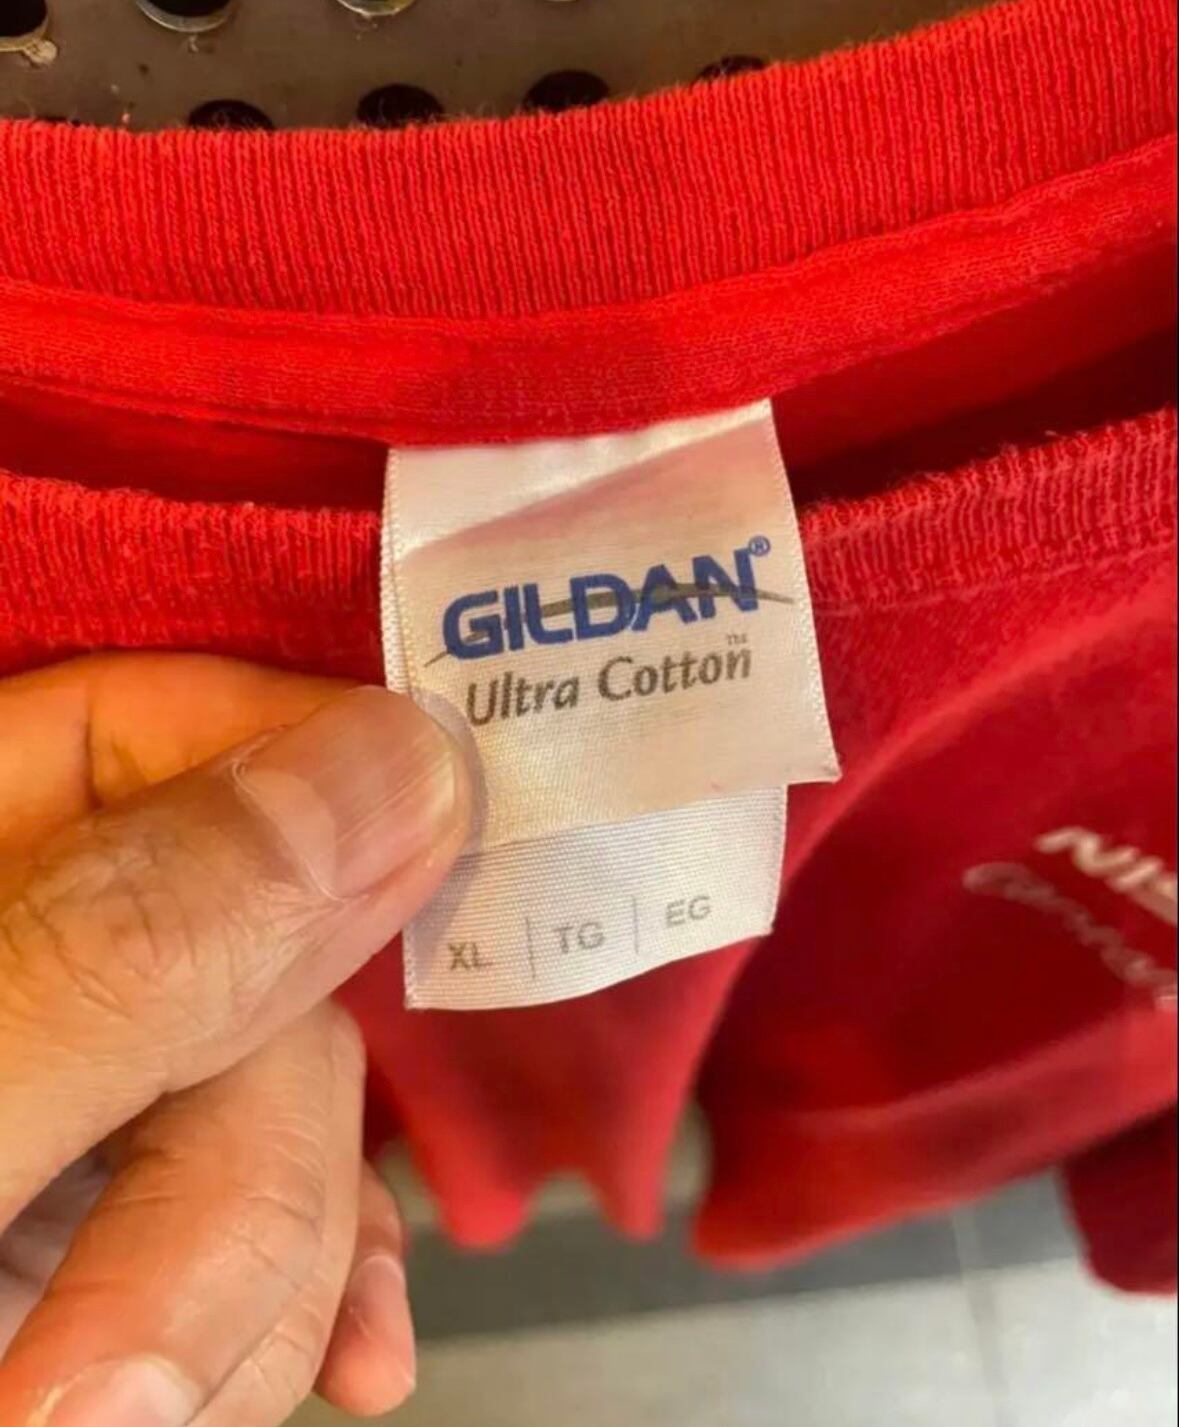 GILDAN®
Ultra Cotton™
XL | TG | EG